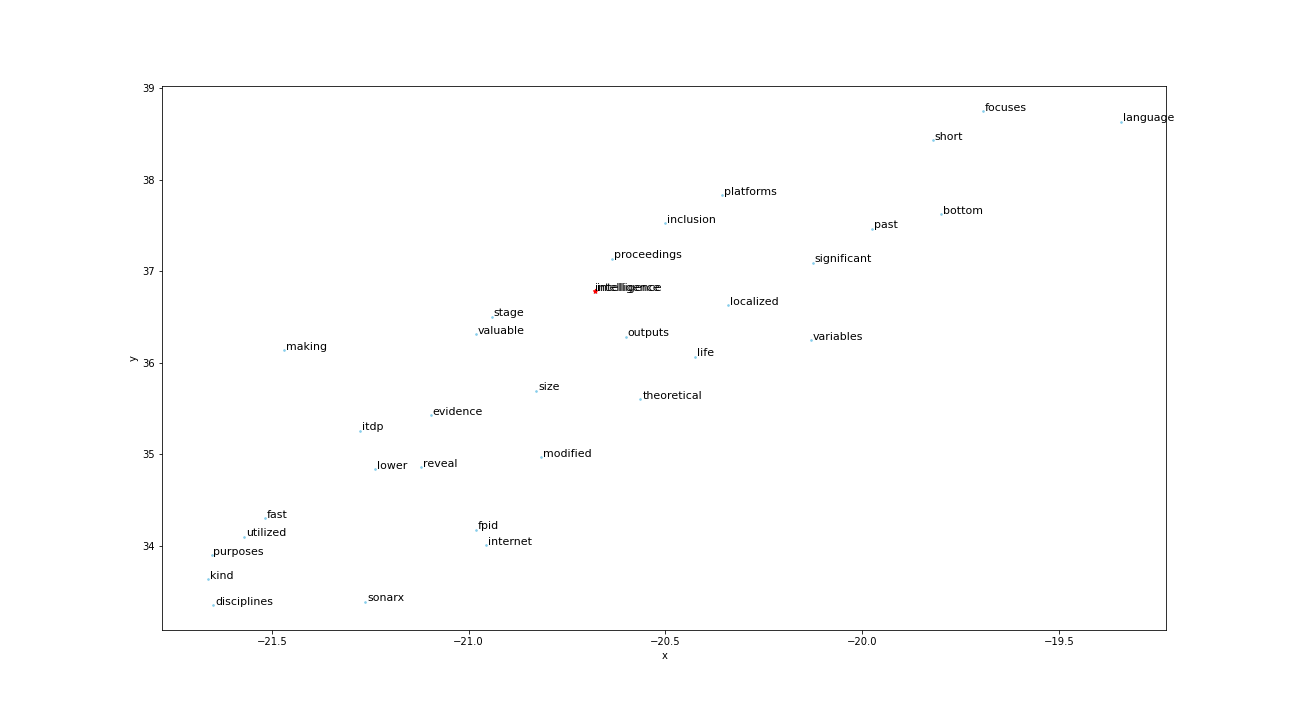 39
focuses
language
short
38
platforms
bottom
inclusion
past
proceedings
significant
37
intelligence
localized
stage
outputs
valuable
variables
making
life
36
y
size
theoretical
evidence
itdp
modified
35
reveal
lower
fast
fpid
utilized
internet
34
purposes
kind
sonarx
disciplines
−21.5 −21.0 −20.5 −20.0 −19.5
x